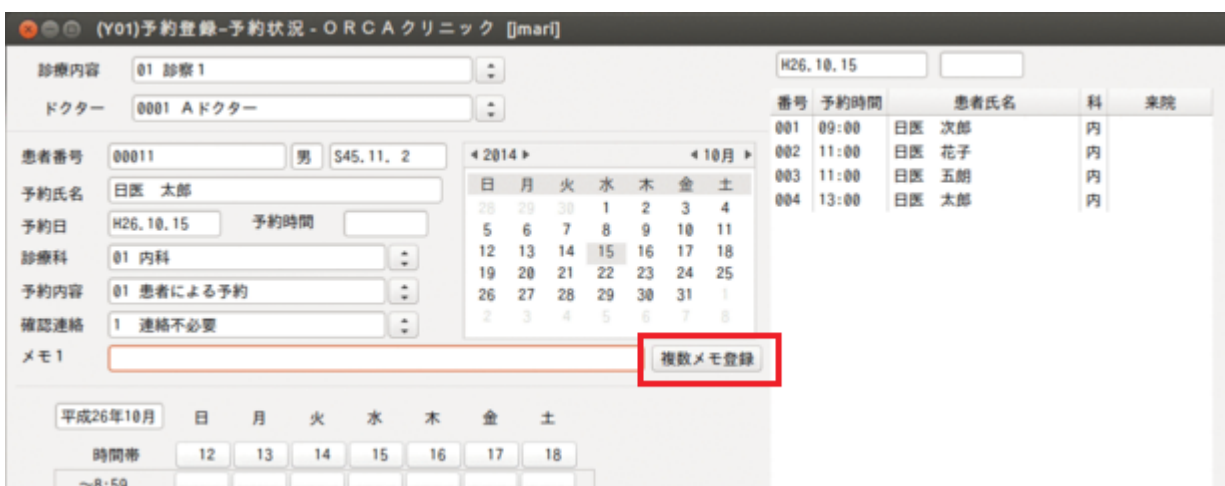 (Y01)予約登録-予約状況 - ＯＲＣＡクリニック [jmari]
診療内容 01 診察1
ドクター 0001 Aドクター
患者番号 00011 男 S45.11. 2
予約氏名 日医 太郎
予約日 H26.10.15 予約時間
診療科 01 内科
予約内容 01 患者による予約
確認連絡 1 連絡不必要
メモ1 複数メモ登録
2014 10月
日 月 火 水 木 金 土
28 29 30 1 2 3 4
5 6 7 8 9 10 11
12 13 14 15 16 17 18
19 20 21 22 23 24 25
26 27 28 29 30 31 1
2 3 4 5 6 7 8
H26.10.15
番号 予約時間 患者氏名 科 来院
001 09:00 日医 次郎 内
002 11:00 日医 花子 内
003 11:00 日医 五朗 内
004 13:00 日医 太郎 内
平成26年10月 日 月 火 水 木 金 土
時間帯 12 13 14 15 16 17 18
～8:59